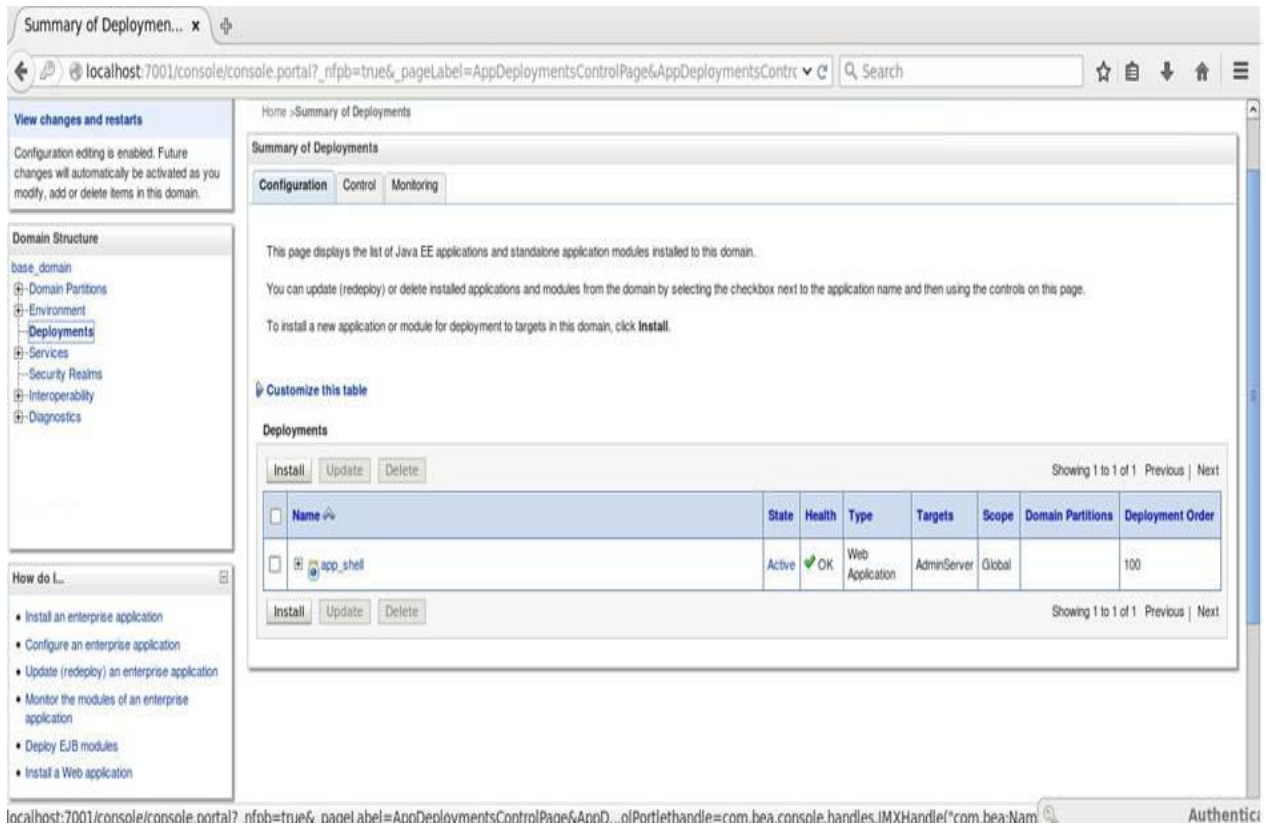 Summary of Deploymen...
localhost:7001/console/console.portal?_nfpb=true&_pageLabel=AppDeploymentsControlPage&AppDeploymentsContrc
Search
View changes and restarts
Configuration editing is enabled. Future
changes will automatically be activated as you
modify, add or delete items in this domain.
Domain Structure
base_domain
Domain Partitions
Environment
Deployments
Services
Security Realms
Interoperability
Diagnostics
How do I...
Install an enterprise application
Configure an enterprise application
Update (redeploy) an enterprise application
Monitor the modules of an enterprise
application
Deploy EJB modules
Install a Web application
Home >Summary of Deployments
Summary of Deployments
Configuration Control Monitoring
This page displays the list of Java EE applications and standalone application modules installed to this domain.
You can update (redeploy) or delete installed applications and modules from the domain by selecting the checkbox next to the application name and then using the controls on this page.
To install a new application or module for deployment to targets in this domain, click Install.
Customize this table
Deployments
Install Update Delete Showing 1 to 1 of 1 Previous | Next
Name State Health Type Targets Scope Domain Partitions Deployment Order
app_shell Active OK Web Application AdminServer Global 100
Install Update Delete Showing 1 to 1 of 1 Previous | Next
localhost:7001/console/console.portal?_nfpb=true&_pageLabel=AppDeploymentsControlPage&AppD...olPortlethandle=com.bea.console.handles.JMXHandle("com.bea:Nam
Authentica